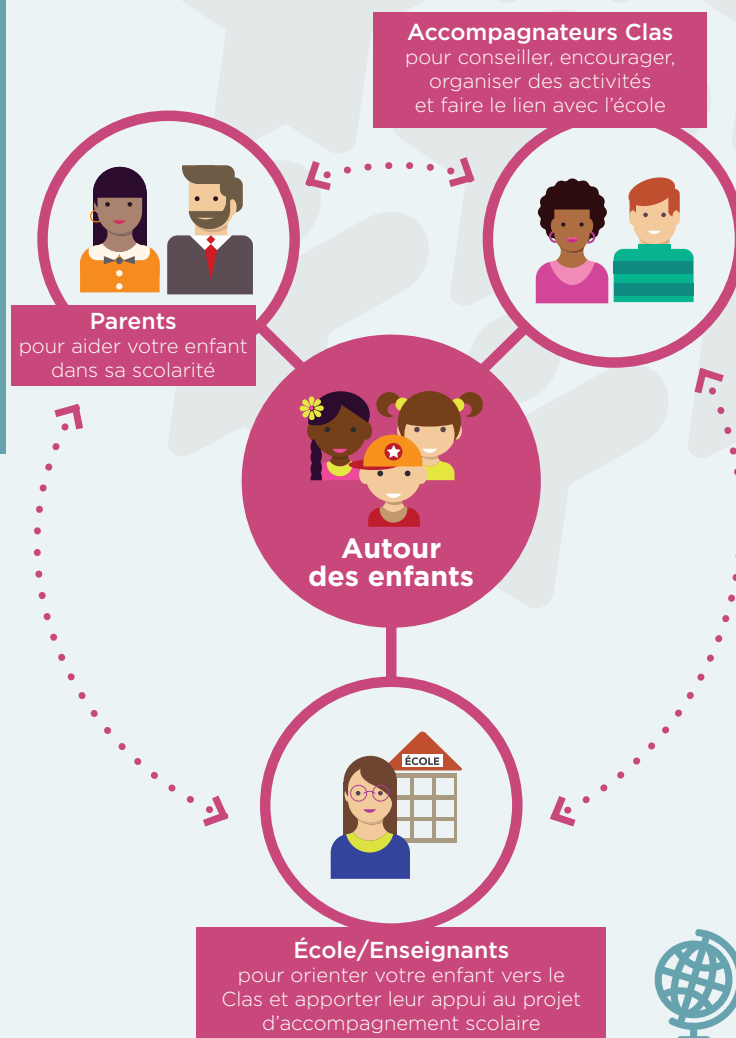 Accompagnateurs Clas
pour conseiller, encourager,
organiser des activités
et faire le lien avec l'école
Parents
pour aider votre enfant
dans sa scolarité
Autour
des enfants
ÉCOLE
École/Enseignants
pour orienter votre enfant vers le
Clas et apporter leur appui au projet
d'accompagnement scolaire